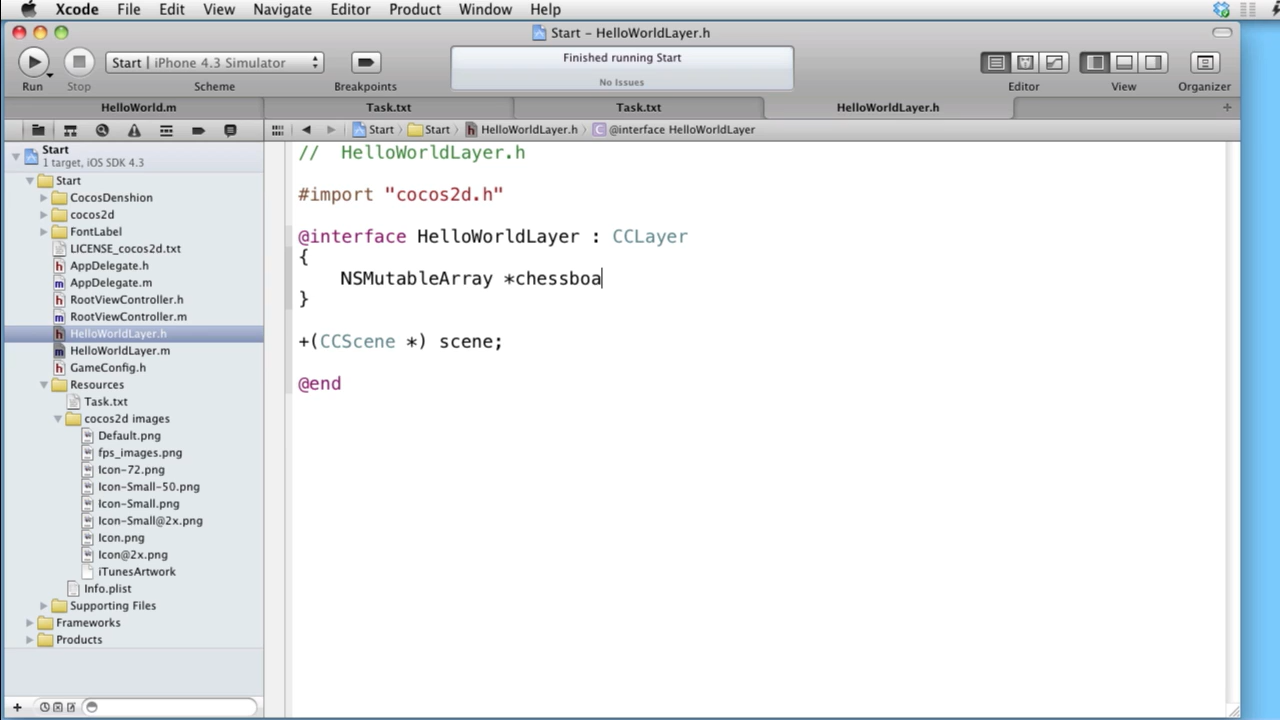 Xcode File Edit View Navigate Editor Product Window Help
Start – HelloWorldLayer.h
Start | iPhone 4.3 Simulator
Finished running Start
No Issues
Run Stop Scheme Breakpoints Editor View Organizer
HelloWorld.m Task.txt Task.txt HelloWorldLayer.h
Start Start HelloWorldLayer.h @interface HelloWorldLayer
Start
1 target, iOS SDK 4.3
Start
CocosDenshion
cocos2d
FontLabel
LICENSE_cocos2d.txt
AppDelegate.h
AppDelegate.m
RootViewController.h
RootViewController.m
HelloWorldLayer.h
HelloWorldLayer.m
GameConfig.h
Resources
Task.txt
cocos2d images
Default.png
fps_images.png
Icon-72.png
Icon-Small-50.png
Icon-Small.png
Icon-Small@2x.png
Icon.png
Icon@2x.png
iTunesArtwork
Info.plist
Supporting Files
Frameworks
Products
// HelloWorldLayer.h
#import "cocos2d.h"
@interface HelloWorldLayer : CCLayer
{
NSMutableArray *chessboa
}
+(CCScene *) scene;
@end